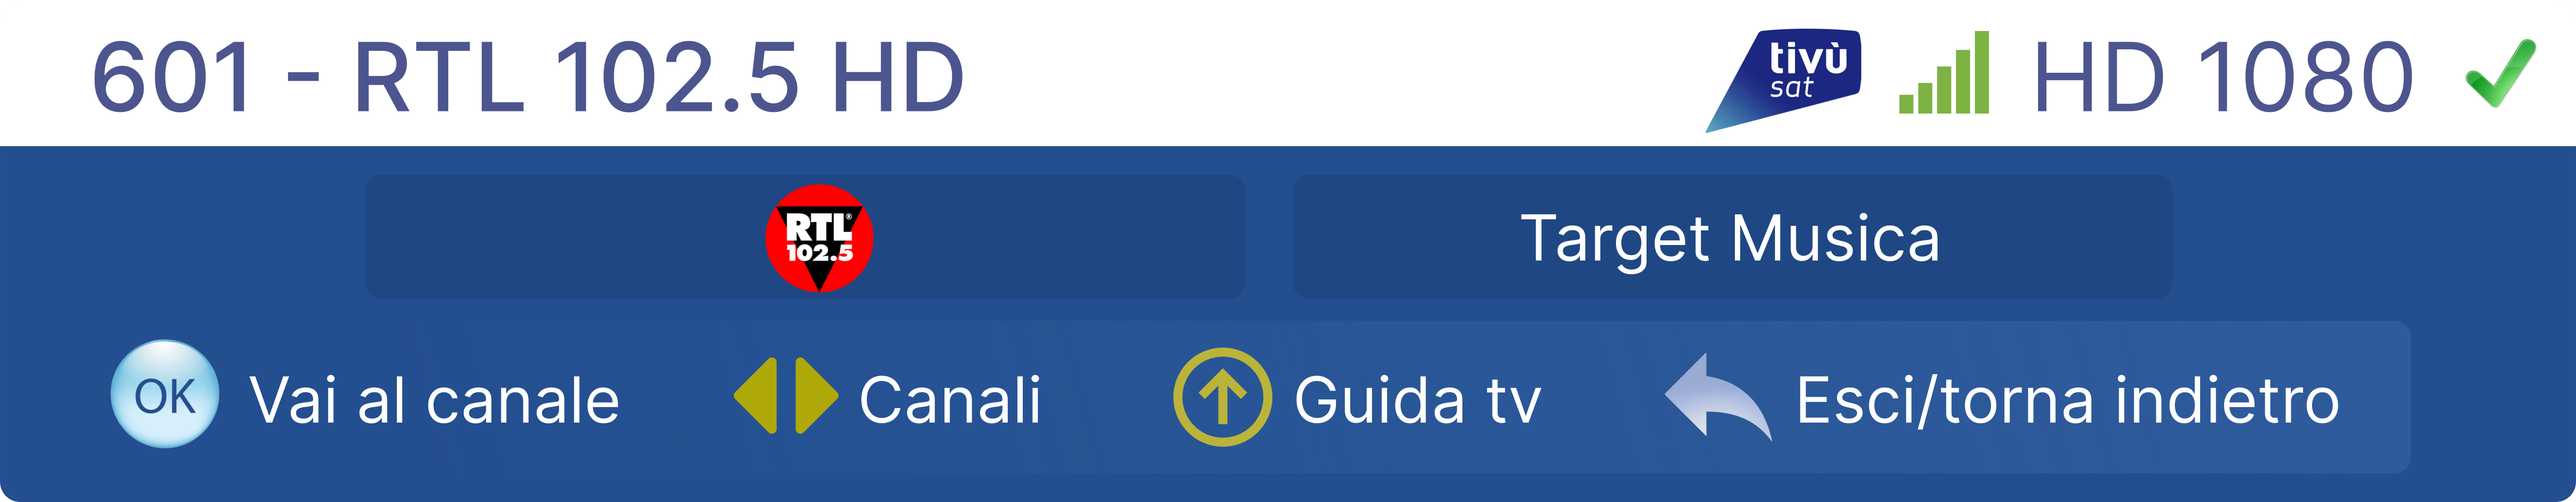 601 - RTL 102.5 HD
tivù
sat
HD 1080
RTL®
102.5
Target Musica
OK Vai al canale
Canali
Guida tv
Esci/torna indietro